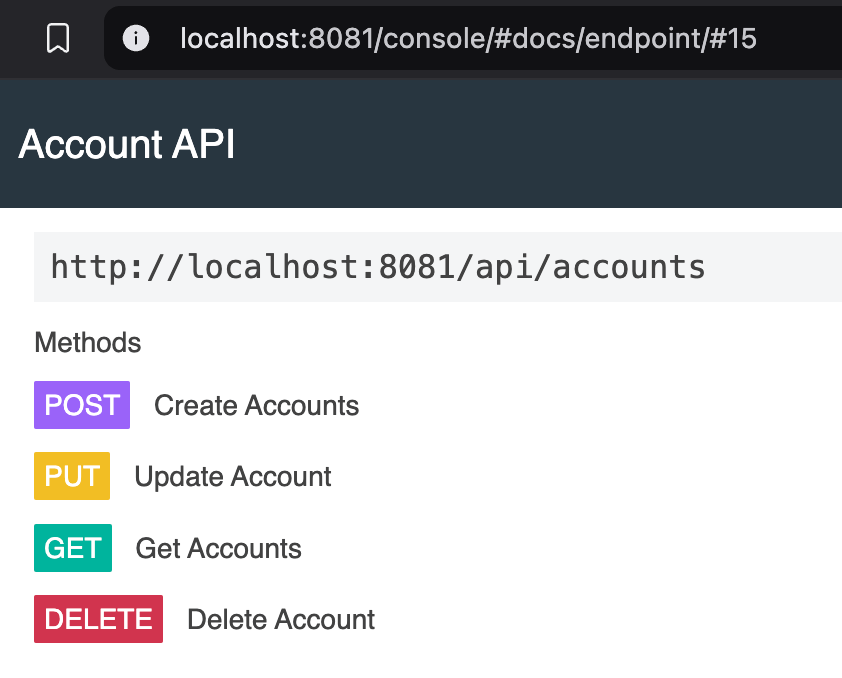 localhost:8081/console/#docs/endpoint/#15
Account API
http://localhost:8081/api/accounts
Methods
POST Create Accounts
PUT Update Account
GET Get Accounts
DELETE Delete Account